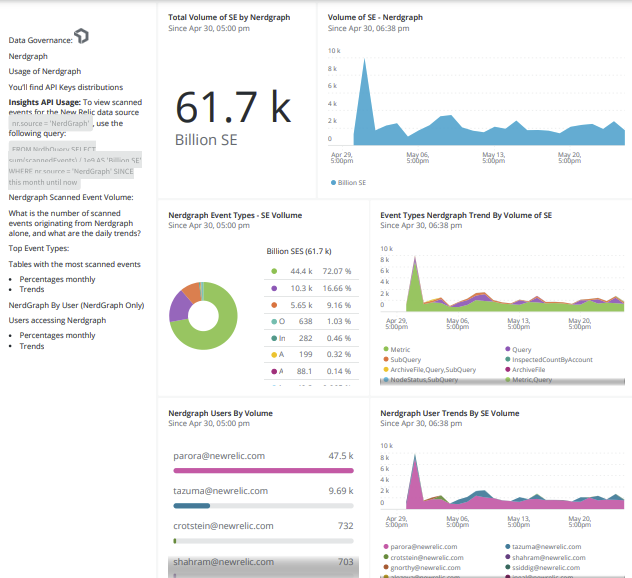 Data Governance:
Nerdgraph
Usage of Nerdgraph
You'll find API Keys distributions
Insights API Usage: To view scanned
events for the New Relic data source
nr.source = 'NerdGraph' , use the
following query:
FROM NrdbQuery SELECT
sum(scannedEvents) / 1e9 AS 'Billion SE'
WHERE nr.source = 'NerdGraph' SINCE
this month until now
Nerdgraph Scanned Event Volume:
What is the number of scanned
events originating from Nerdgraph
alone, and what are the daily trends?
Top Event Types:
Tables with the most scanned events
• Percentages monthly
• Trends
NerdGraph By User (NerdGraph Only)
Users accessing Nerdgraph
• Percentages monthly
• Trends
Total Volume of SE by Nerdgraph
Since Apr 30, 05:00 pm
61.7 k
Billion SE
Volume of SE - Nerdgraph
Since Apr 30, 06:38 pm
10 k
8 k
6 k
4 k
2 k
0
Apr 29, May 06, May 13, May 20,
5:00pm 5:00pm 5:00pm 5:00pm
Billion SE
Nerdgraph Event Types - SE Vollume
Since Apr 30, 05:00 pm
Billion SES (61.7 k)
44.4 k 72.07 %
10.3 k 16.66 %
5.65 k 9.16 %
O 638 1.03 %
In 282 0.46 %
A 199 0.32 %
A 88.1 0.14 %
Event Types Nerdgraph Trend By Volume of SE
Since Apr 30, 06:38 pm
10 k
8 k
6 k
4 k
2 k
0
Apr 29, May 06, May 13, May 20,
5:00pm 5:00pm 5:00pm 5:00pm
Metric Query
SubQuery InspectedCountByAccount
ArchiveFile,Query,SubQuery ArchiveFile
NodeStatus,SubQuery Metric,Query
Nerdgraph Users By Volume
Since Apr 30, 05:00 pm
parora@newrelic.com 47.5 k
tazuma@newrelic.com 9.69 k
crotstein@newrelic.com 732
shahram@newrelic.com 703
Nerdgraph User Trends By SE Volume
Since Apr 30, 06:38 pm
10 k
8 k
6 k
4 k
2 k
0
Apr 29, May 06, May 13, May 20,
5:00pm 5:00pm 5:00pm 5:00pm
parora@newrelic.com tazuma@newrelic.com
crotstein@newrelic.com shahram@newrelic.com
gnorthy@newrelic.com ssiddig@newrelic.com